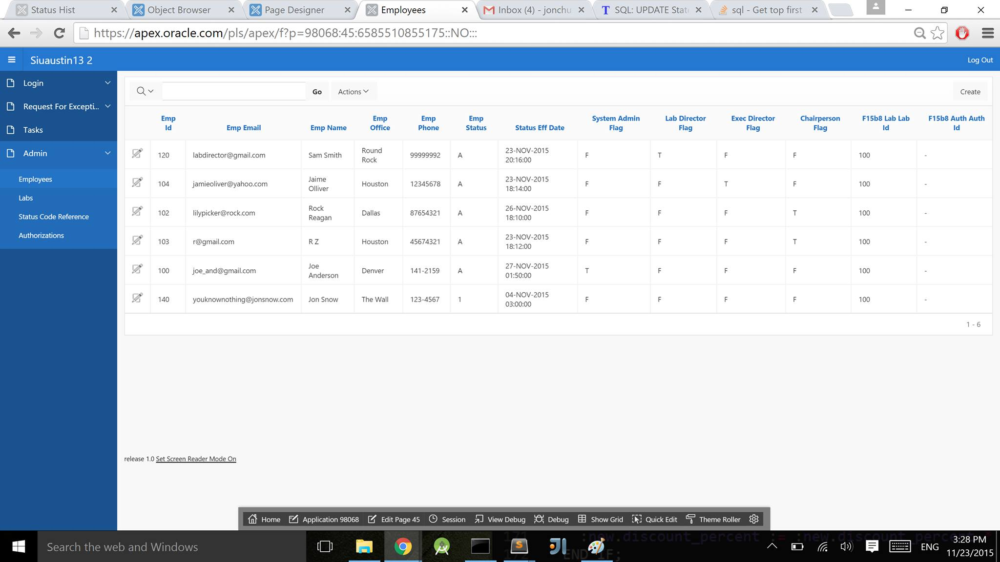 Status Hist
Object Browser
Page Designer
Employees
Inbox (4) - jonchu
SQL: UPDATE Stat
sql - Get top first
https://apex.oracle.com/pls/apex/f?p=98068:45:6585510855175::NO:::
Siuaustin13 2
Log Out
Login
Request For Excepti...
Tasks
Admin
Employees
Labs
Status Code Reference
Authorizations
Go
Actions
Create
Emp Id
Emp Email
Emp Name
Emp Office
Emp Phone
Emp Status
Status Eff Date
System Admin Flag
Lab Director Flag
Exec Director Flag
Chairperson Flag
F15b8 Lab Lab Id
F15b8 Auth Auth Id
120 labdirector@gmail.com Sam Smith Round Rock 99999992 A 23-NOV-2015 20:16:00 F T F F 100 -
104 jamieoliver@yahoo.com Jaime Olliver Houston 12345678 A 23-NOV-2015 18:14:00 F F T F 100 -
102 lilypicker@rock.com Rock Reagan Dallas 87654321 A 26-NOV-2015 18:10:00 F F F T 100 -
103 r@gmail.com R Z Houston 45674321 A 23-NOV-2015 18:12:00 F F F T 100 -
100 joe_and@gmail.com Joe Anderson Denver 141-2159 A 27-NOV-2015 01:50:00 T F F F 100 -
140 youknownothing@jonsnow.com Jon Snow The Wall 123-4567 1 04-NOV-2015 03:00:00 F F F F 100 -
1 - 6
release 1.0 Set Screen Reader Mode On
Home
Application 98068
Edit Page 45
Session
View Debug
Debug
Show Grid
Quick Edit
Theme Roller
Search the web and Windows
:new.discount_percent := :new.discount_perce
END IF;
ENG
3:28 PM
11/23/2015